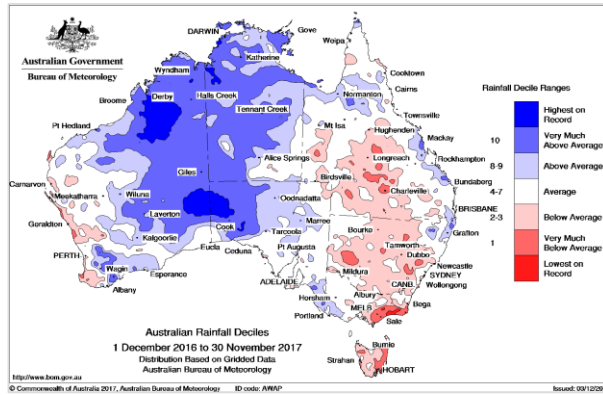 Australian Government
Bureau of Meteorology
DARWIN
Gove
Weipa
Katherine
Wyndham
Cooktown
Cairns
Derby
Halls Creek
Normanton
Broome
Tennant Creek
Townsville
Pt Hedland
Mt Isa
Hughenden
Mackay
Longreach
Rockhampton
Alice Springs
Giles
Birdsville
Bundaberg
Carnarvon
Meekatharra
Wiluna
Oodnadatta
Charleville
Laverton
BRISBANE
Geraldton
Cook
Marree
Bourke
Grafton
Kalgoorlie
Tarcoola
Eucla
Ceduna
Pt Augusta
Tamworth
PERTH
Dubbo
Wagin
Esperance
Mildura
Newcastle
SYDNEY
ADELAIDE
CANB.
Wollongong
Albany
Horsham
Albury
Bega
Portland
MELB
Sale
Burnie
Strahan
HOBART
Rainfall Decile Ranges
Highest on
Record
10
Very Much
Above Average
8-9
Above Average
4-7
Average
2-3
Below Average
1
Very Much
Below Average
Lowest on
Record
Australian Rainfall Deciles
1 December 2016 to 30 November 2017
Distribution Based on Gridded Data
Australian Bureau of Meteorology
http://www.bom.gov.au
© Commonwealth of Australia 2017, Australian Bureau of Meteorology
ID code: AWAP
Issued: 03/12/20